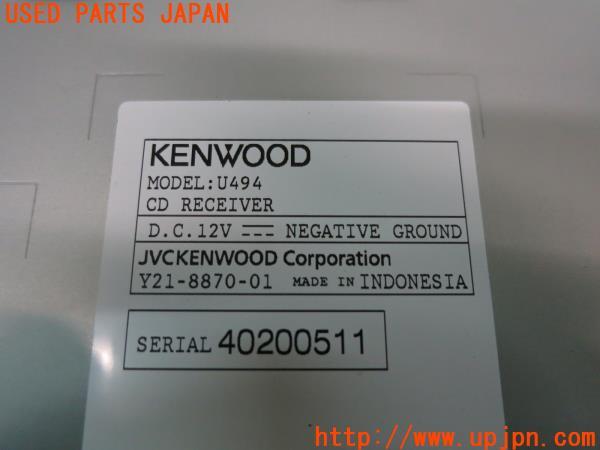 USED PARTS JAPAN
KENWOOD
MODEL:U494
CD RECEIVER
D.C.12V NEGATIVE GROUND
JVCKENWOOD Corporation
Y21-8870-01 MADE IN INDONESIA
SERIAL 40200511
http://www.upjpn.com